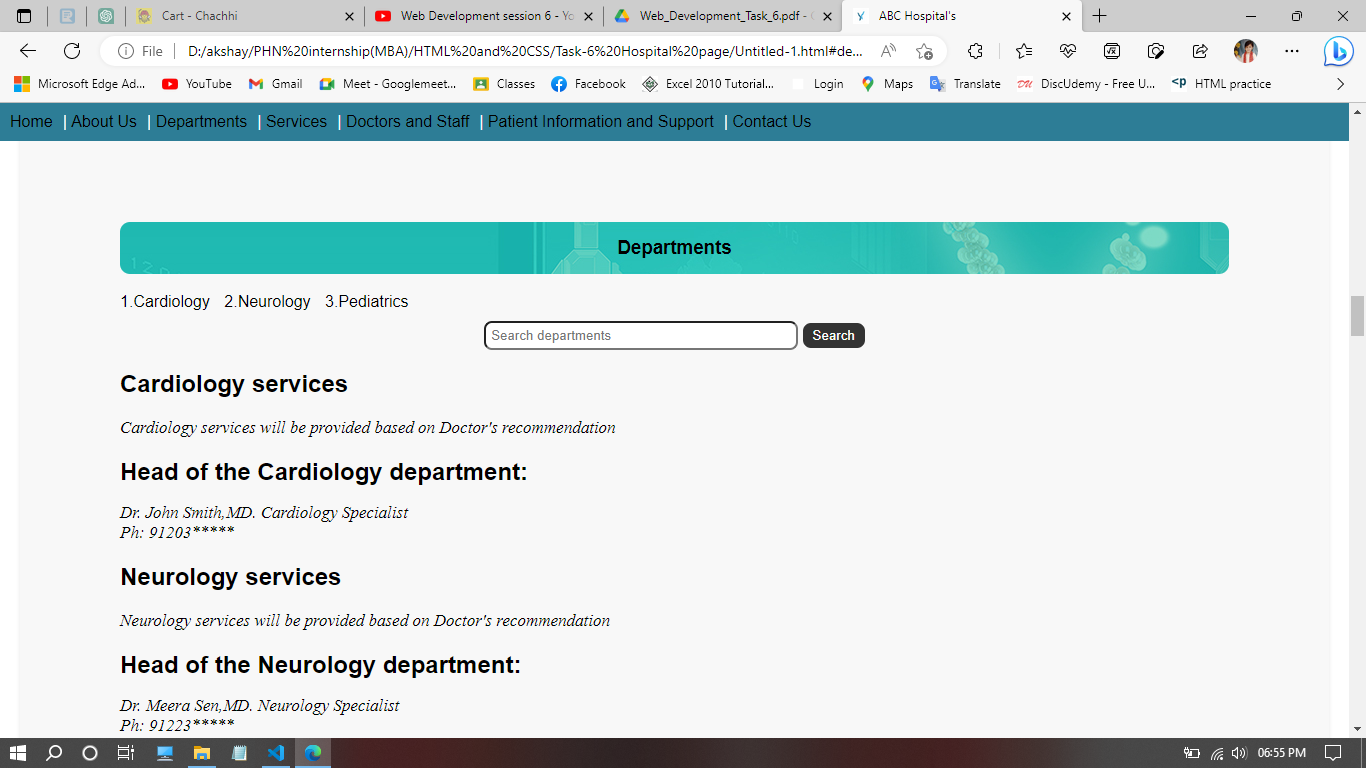 Cart - Chachhi
Web Development session 6 - Yo
Web_Development_Task_6.pdf -
ABC Hospital's
File
D:/akshay/PHN%20internship(MBA)/HTML%20and%20CSS/Task-6%20Hospital%20page/Untitled-1.html#de...
Microsoft Edge Ad...
YouTube
Gmail
Meet - Googlemeet...
Classes
Facebook
Excel 2010 Tutorial...
Login
Maps
Translate
DiscUdemy - Free U...
HTML practice
Home | About Us | Departments | Services | Doctors and Staff | Patient Information and Support | Contact Us
Departments
1.Cardiology 2.Neurology 3.Pediatrics
Search departments Search
Cardiology services
Cardiology services will be provided based on Doctor's recommendation
Head of the Cardiology department:
Dr. John Smith,MD. Cardiology Specialist
Ph: 91203*****
Neurology services
Neurology services will be provided based on Doctor's recommendation
Head of the Neurology department:
Dr. Meera Sen,MD. Neurology Specialist
Ph: 91223*****
06:55 PM